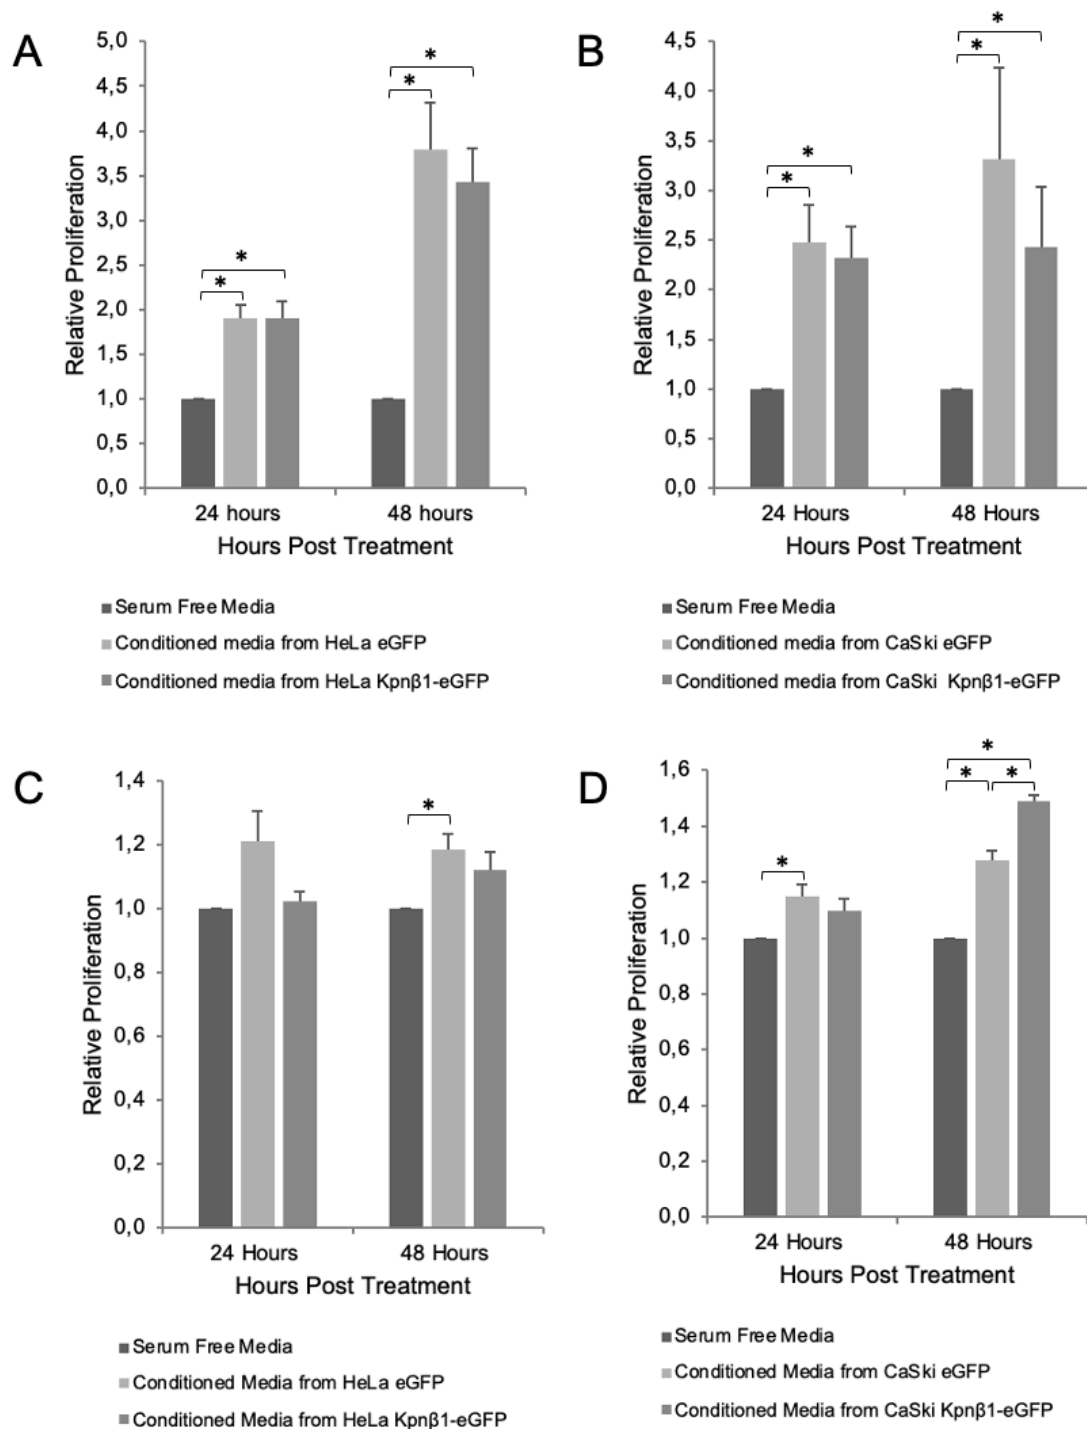 A
5,0
4,5
4,0
3,5
3,0
2,5
2,0
1,5
1,0
0,5
0,0
Relative Proliferation
*
*
*
*
24 hours
48 hours
Hours Post Treatment
Serum Free Media
Conditioned media from HeLa eGFP
Conditioned media from HeLa Kpnβ1-eGFP
B
4,5
4,0
3,5
3,0
2,5
2,0
1,5
1,0
0,5
0,0
Relative Proliferation
*
*
*
*
24 Hours
48 Hours
Hours Post Treatment
Serum Free Media
Conditioned media from CaSki eGFP
Conditioned media from CaSki Kpnβ1-eGFP
C
1,4
1,2
1,0
0,8
0,6
0,4
0,2
0,0
Relative Proliferation
*
24 Hours
48 Hours
Hours Post Treatment
Serum Free Media
Conditioned Media from HeLa eGFP
Conditioned Media from HeLa Kpnβ1-eGFP
D
1,6
1,4
1,2
1,0
0,8
0,6
0,4
0,2
0,0
Relative Proliferation
*
*
*
*
24 Hours
48 Hours
Hours Post Treatment
Serum Free Media
Conditioned Media from CaSki eGFP
Conditioned Media from CaSki Kpnβ1-eGFP